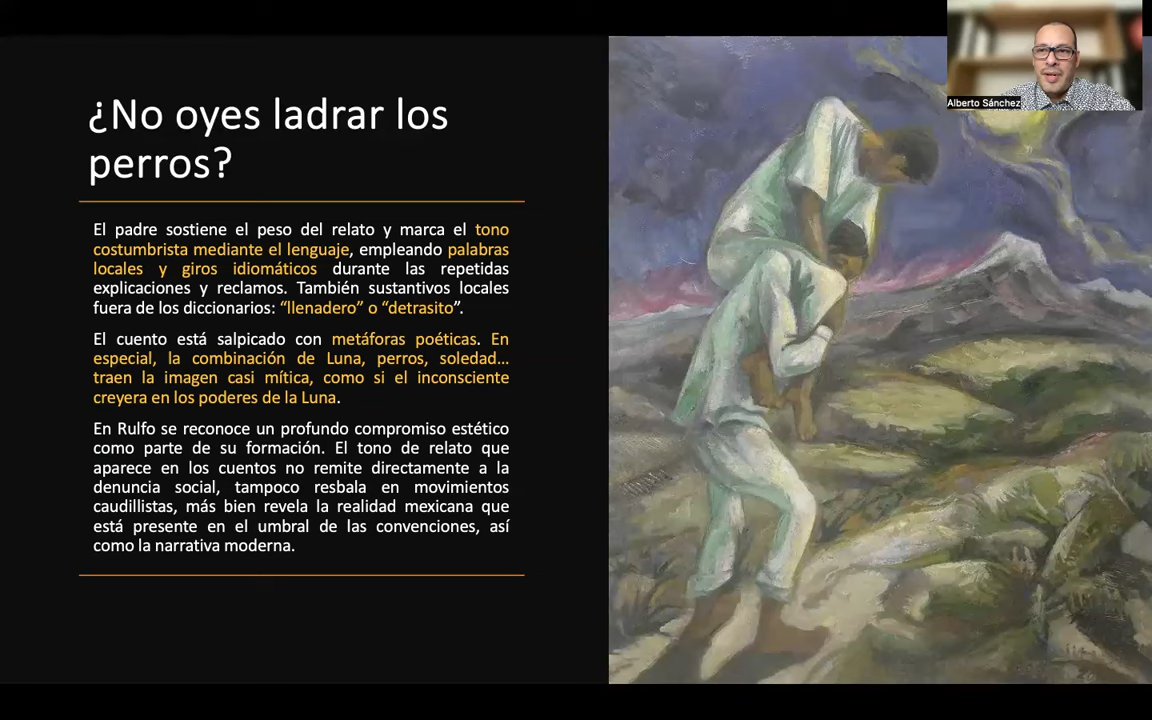 ¿No oyes ladrar los
perros?
El padre sostiene el peso del relato y marca el tono
costumbrista mediante el lenguaje, empleando palabras
locales y giros idiomáticos durante las repetidas
explicaciones y reclamos. También sustantivos locales
fuera de los diccionarios: “llenadero” o “detrasito”.
El cuento está salpicado con metáforas poéticas. En
especial, la combinación de Luna, perros, soledad...
traen la imagen casi mítica, como si el inconsciente
creyera en los poderes de la Luna.
En Rulfo se reconoce un profundo compromiso estético
como parte de su formación. El tono de relato que
aparece en los cuentos no remite directamente a la
denuncia social, tampoco resbala en movimientos
caudillistas, más bien revela la realidad mexicana que
está presente en el umbral de las convenciones, así
como la narrativa moderna.
Alberto Sánchez